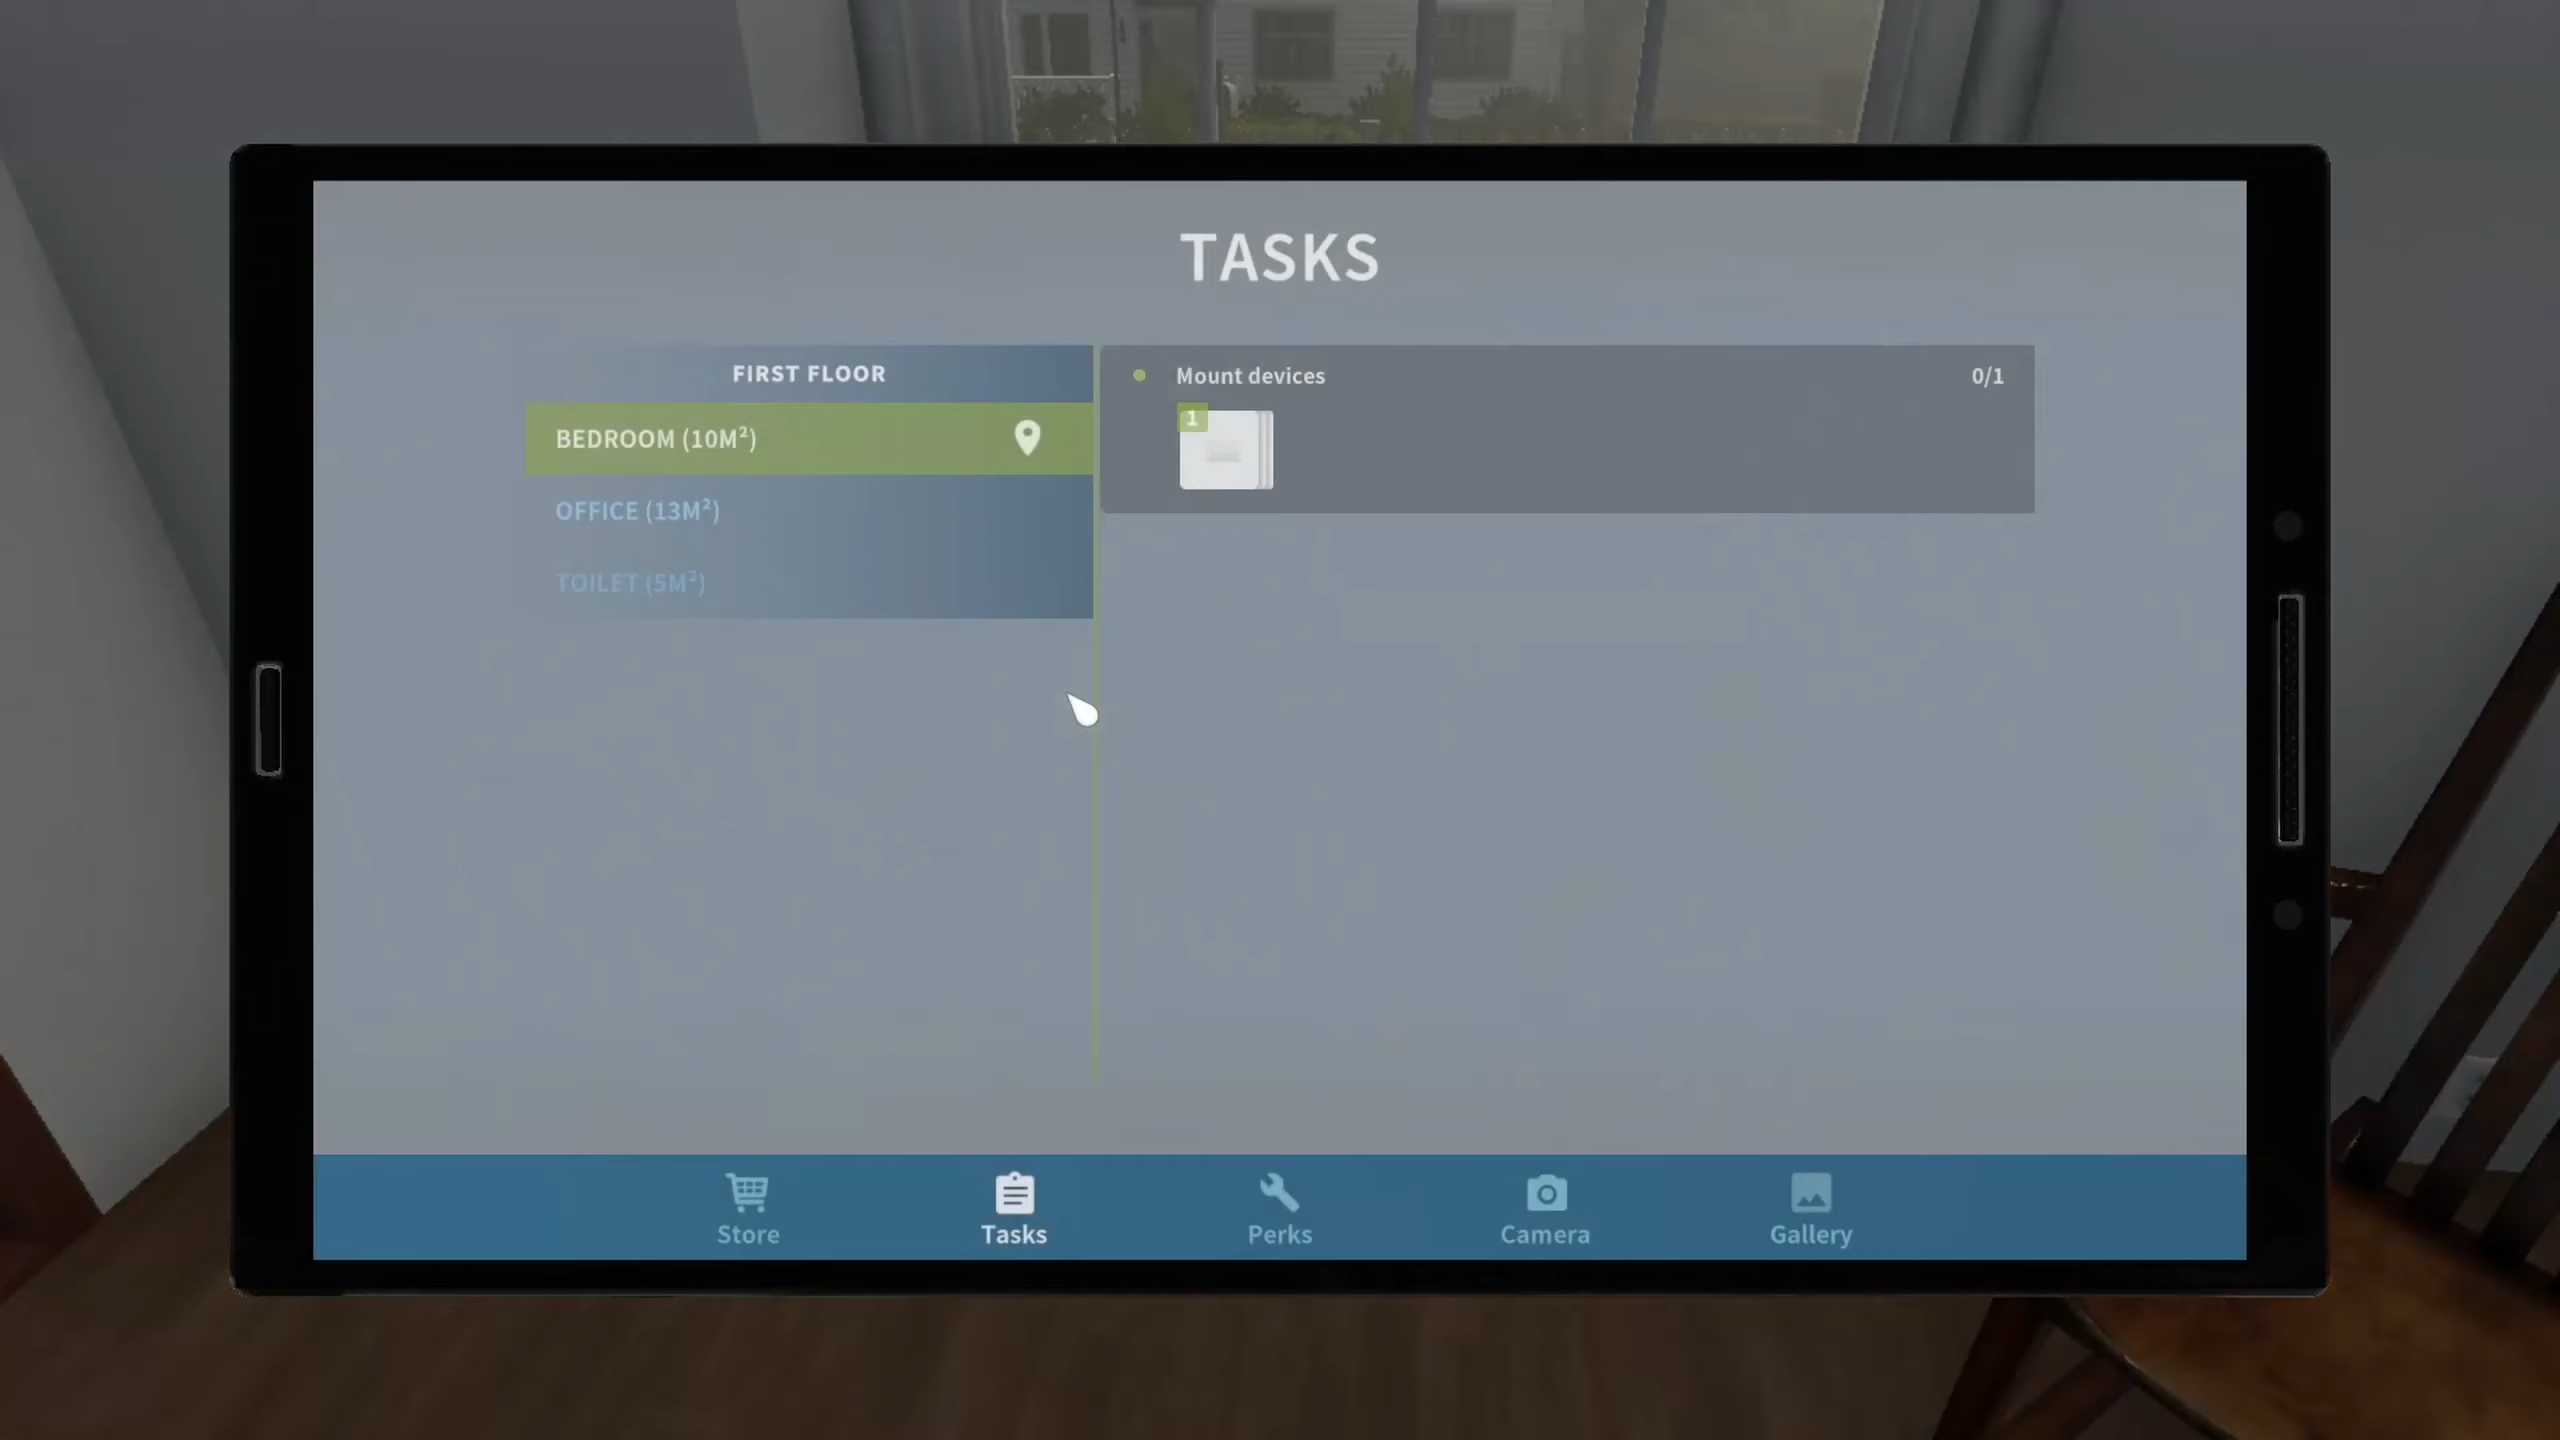 TASKS
FIRST FLOOR
BEDROOM (10M²)
OFFICE (13M²)
TOILET (5M²)
Mount devices 0/1
1
Store Tasks Perks Camera Gallery